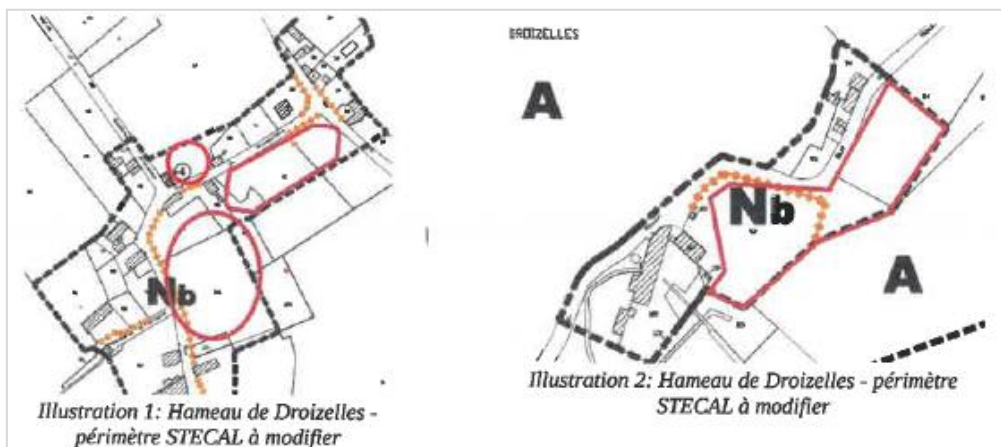 Nb
Illustration 1: Hameau de Droizelles -
périmètre STECAL à modifier
DROIZELLES
A
Nb
A
Illustration 2: Hameau de Droizelles - périmètre
STECAL à modifier